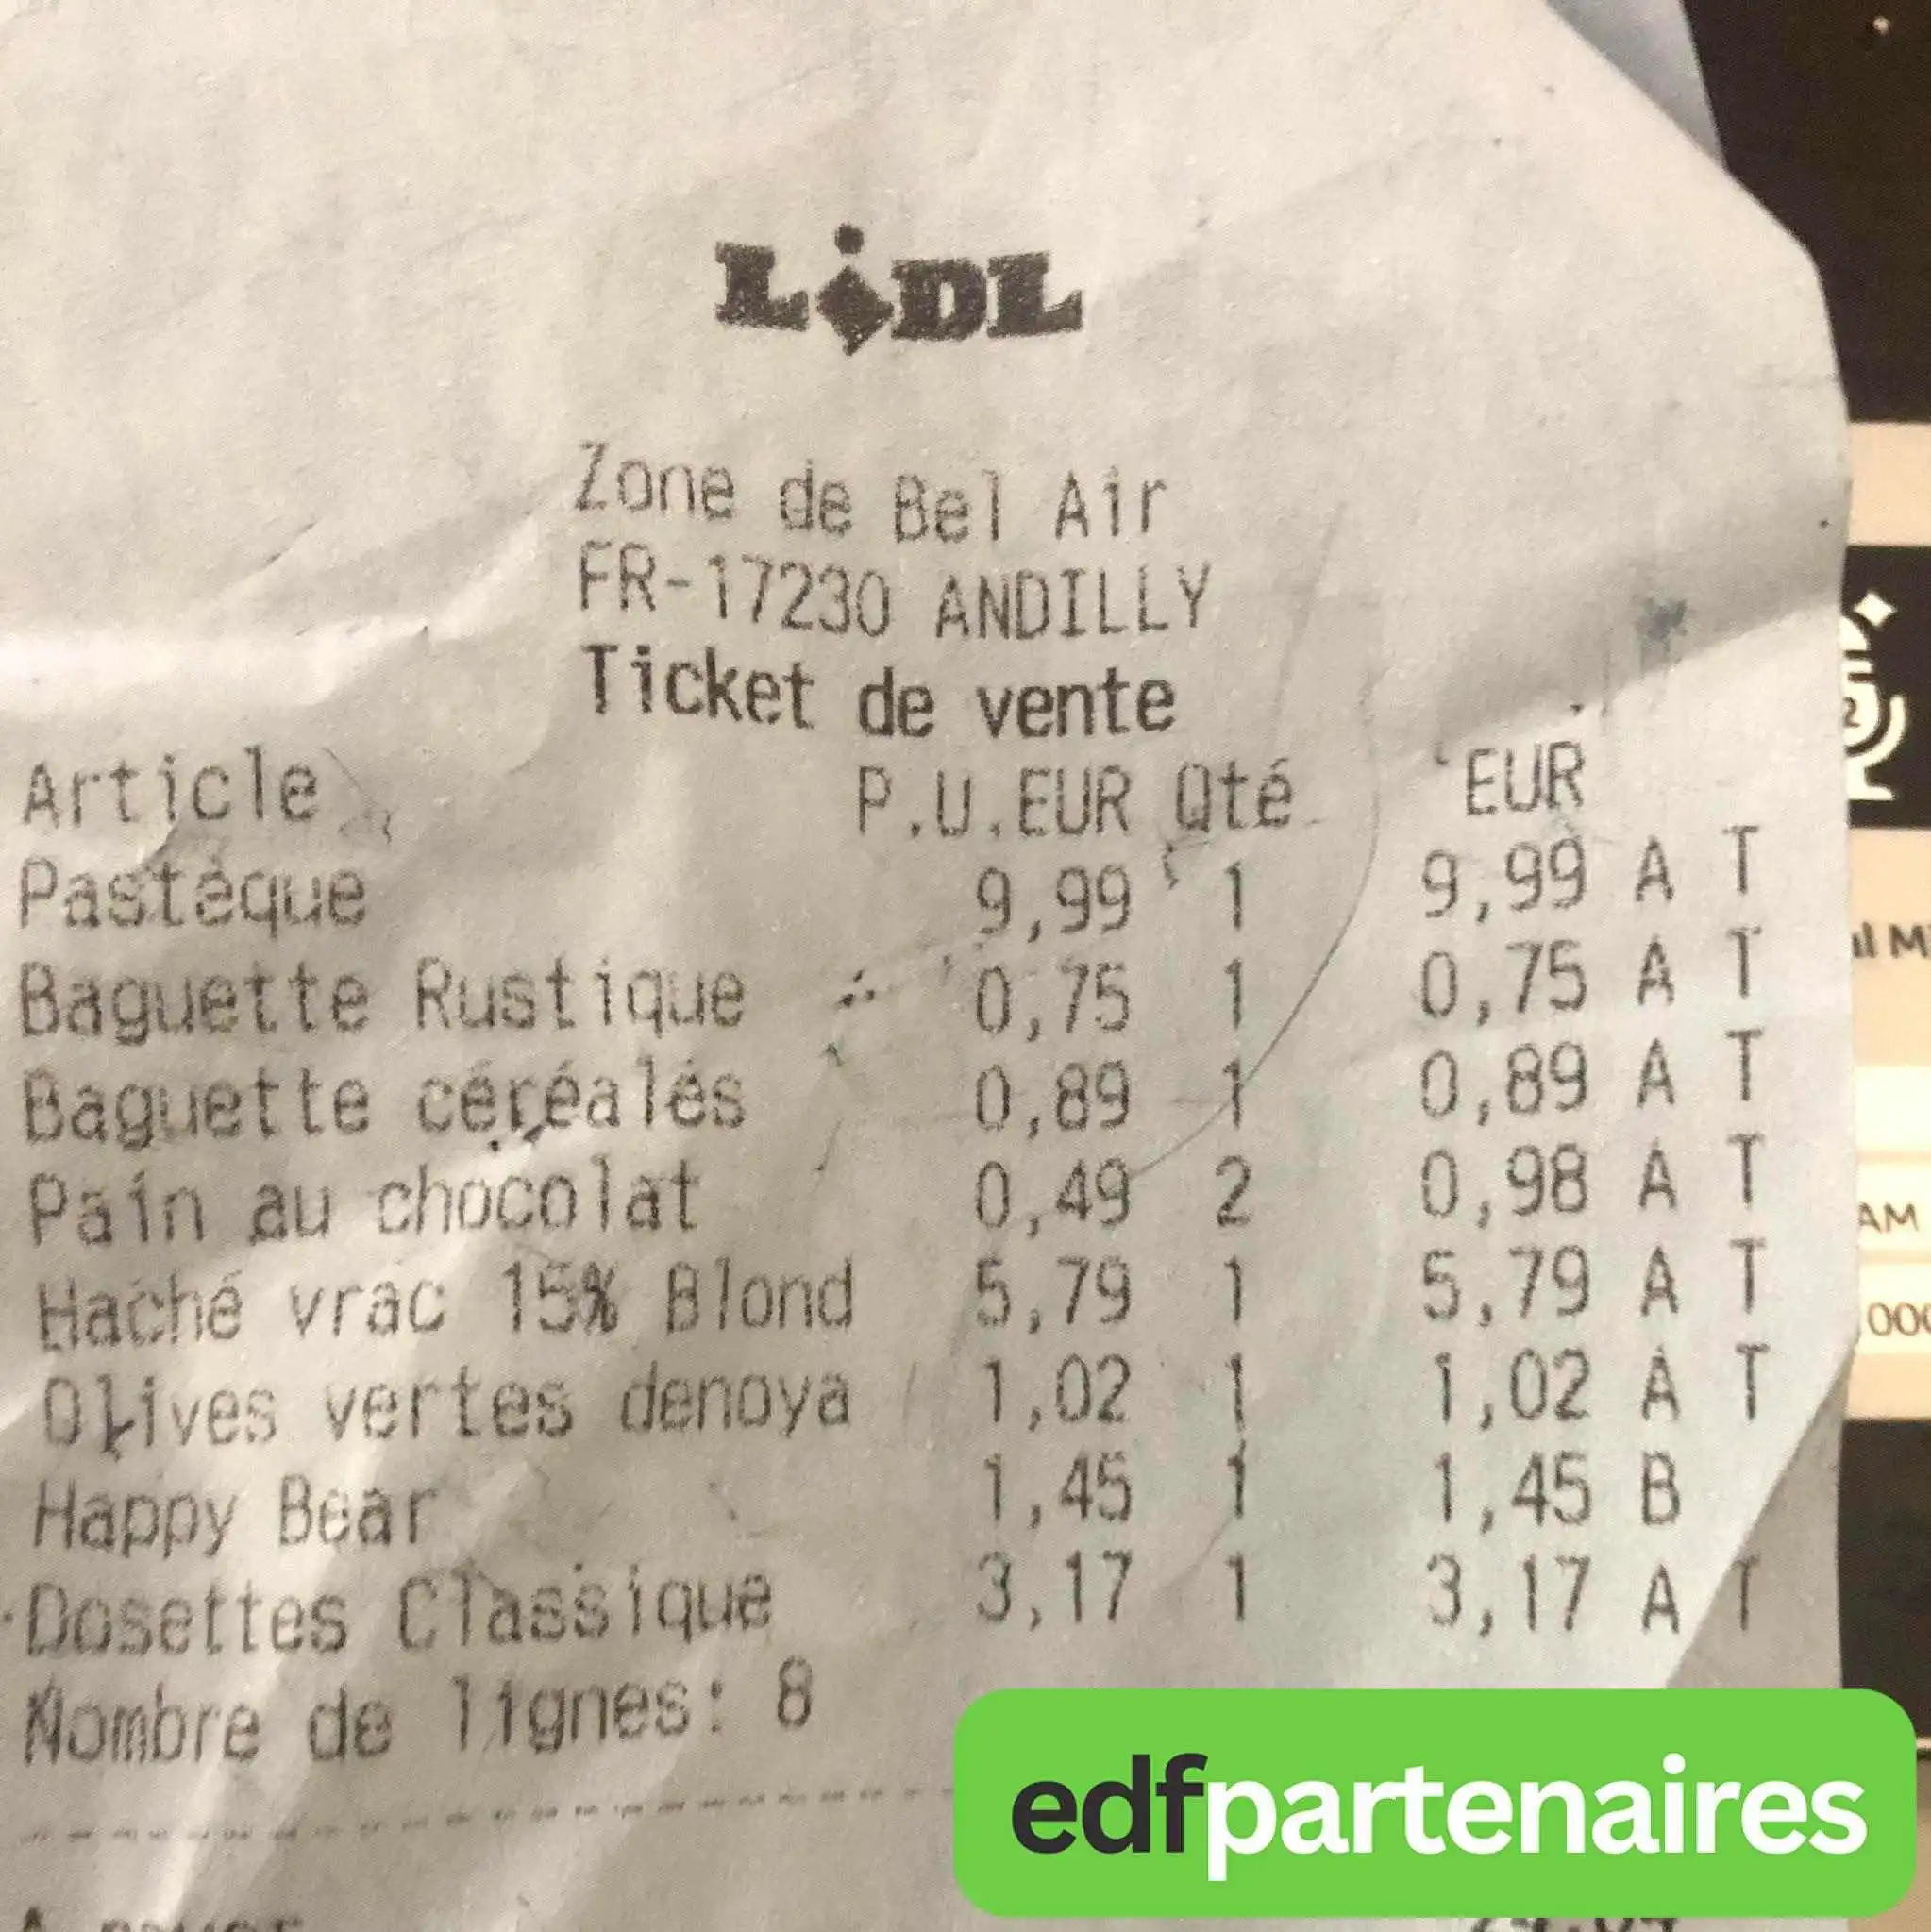 LiDL
Zone de Bel Air
FR-17230 ANDILLY
Ticket de vente
Article P.U.EUR Qté EUR
Pastèque 9,99 1 9,99 A T
Baguette Rustique 0,75 1 0,75 A T
Baguette céréales 0,89 1 0,89 A T
Pain au chocolat 0,49 2 0,98 A T
Haché vrac 15% Blond 5,79 1 5,79 A T
Olives vertes denoya 1,02 1 1,02 A T
Happy Bear 1,45 1 1,45 B
Dosettes Classique 3,17 1 3,17 A T
Nombre de lignes: 8
edfpartenaires